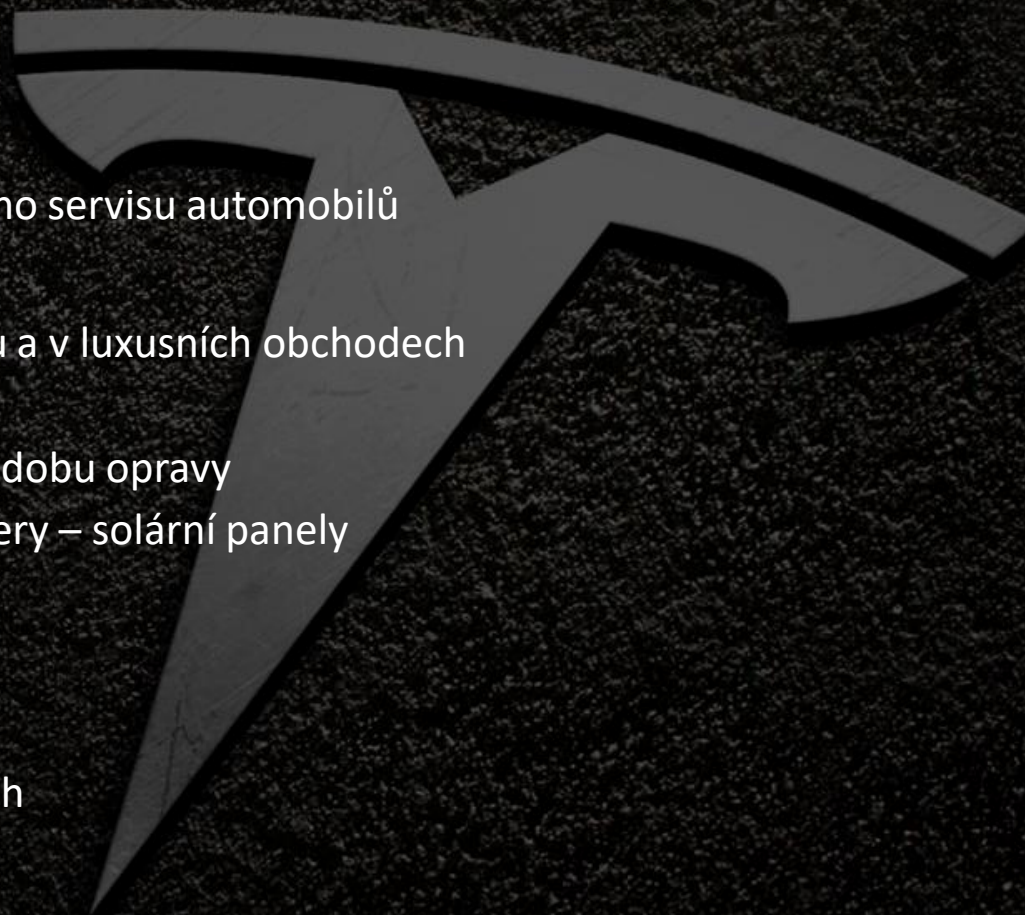 ho servisu automobilů
u a v luxusních obchodech
dobu opravy
ery – solární panely
h